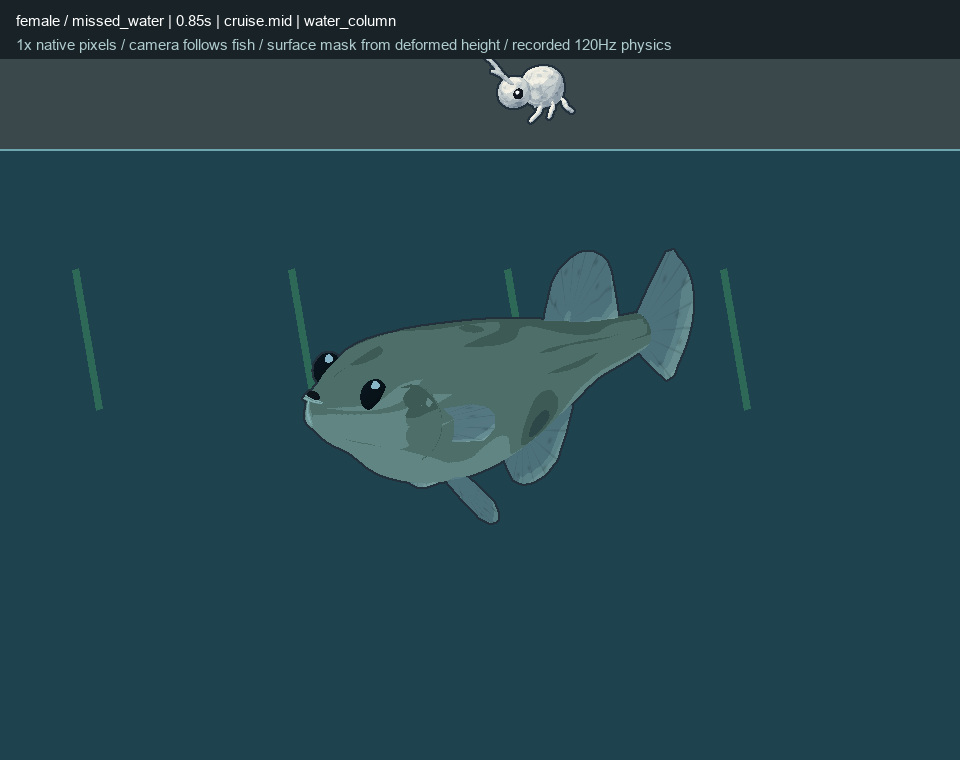 female / missed_water | 0.85s | cruise.mid | water_column
1x native pixels / camera follows fish / surface mask from deformed height / recorded 120Hz physics